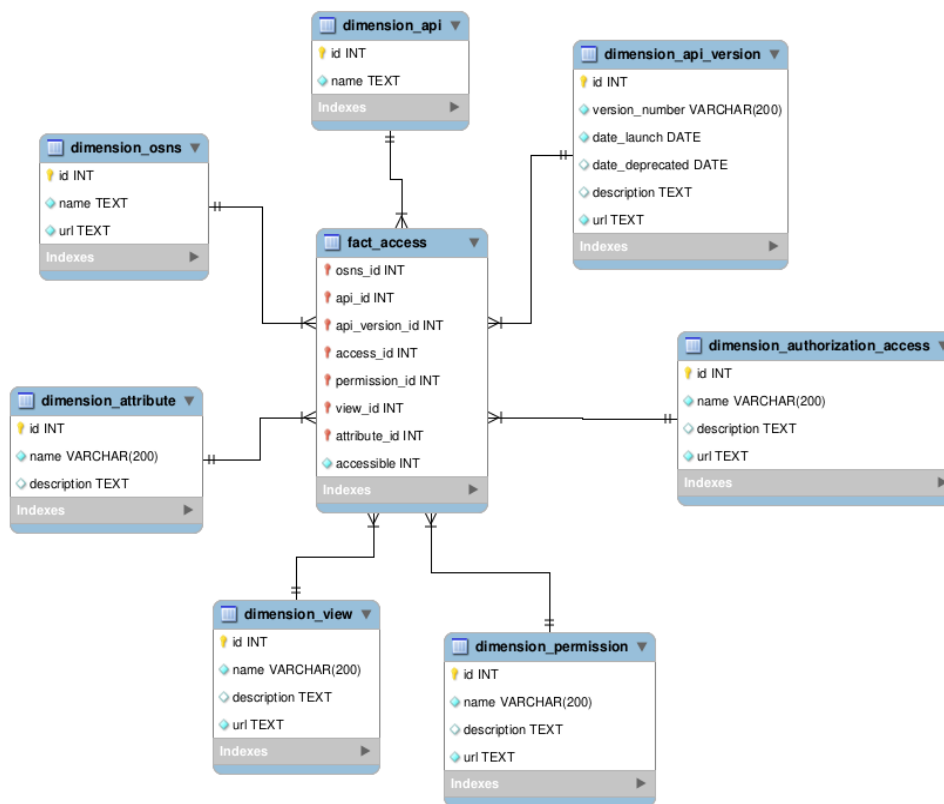 dimension_api
id INT
name TEXT
Indexes
dimension_api_version
id INT
version_number VARCHAR(200)
date_launch DATE
date_deprecated DATE
description TEXT
url TEXT
Indexes
dimension_osns
id INT
name TEXT
url TEXT
Indexes
fact_access
osns_id INT
api_id INT
api_version_id INT
access_id INT
permission_id INT
view_id INT
attribute_id INT
accessible INT
Indexes
dimension_authorization_access
id INT
name VARCHAR(200)
description TEXT
url TEXT
Indexes
dimension_attribute
id INT
name VARCHAR(200)
description TEXT
Indexes
dimension_view
id INT
name VARCHAR(200)
description TEXT
url TEXT
Indexes
dimension_permission
id INT
name VARCHAR(200)
description TEXT
url TEXT
Indexes